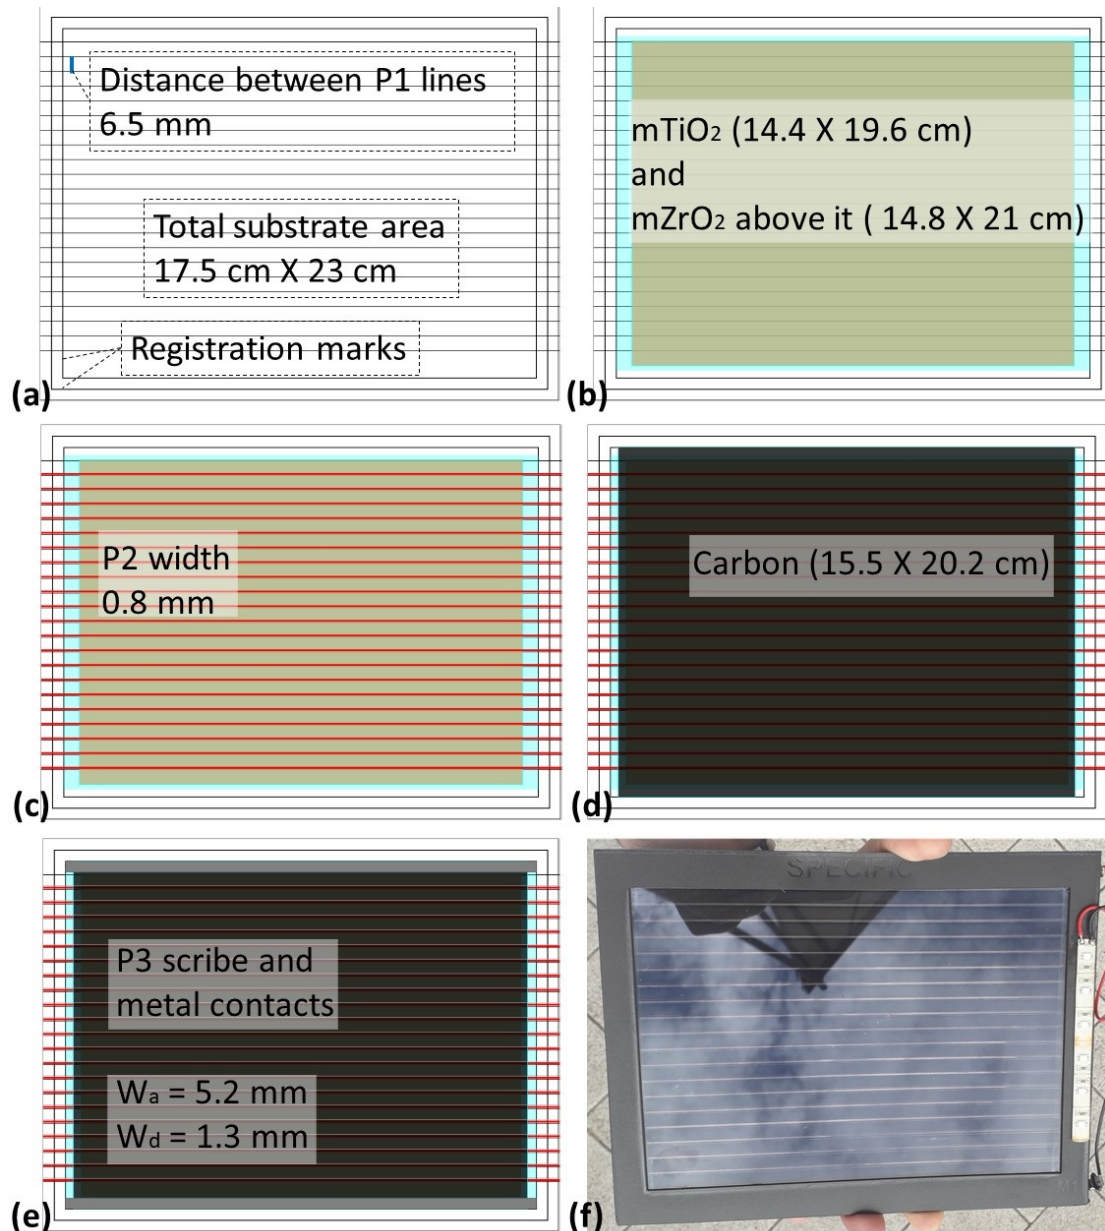 Distance between P1 lines
6.5 mm
Total substrate area
17.5 cm X 23 cm
Registration marks
(a)
mTiO₂ (14.4 X 19.6 cm)
and
mZrO₂ above it ( 14.8 X 21 cm)
(b)
P2 width
0.8 mm
(c)
Carbon (15.5 X 20.2 cm)
(d)
P3 scribe and
metal contacts
Wₐ = 5.2 mm
W_d = 1.3 mm
(e)
SPECIFIC
(f)